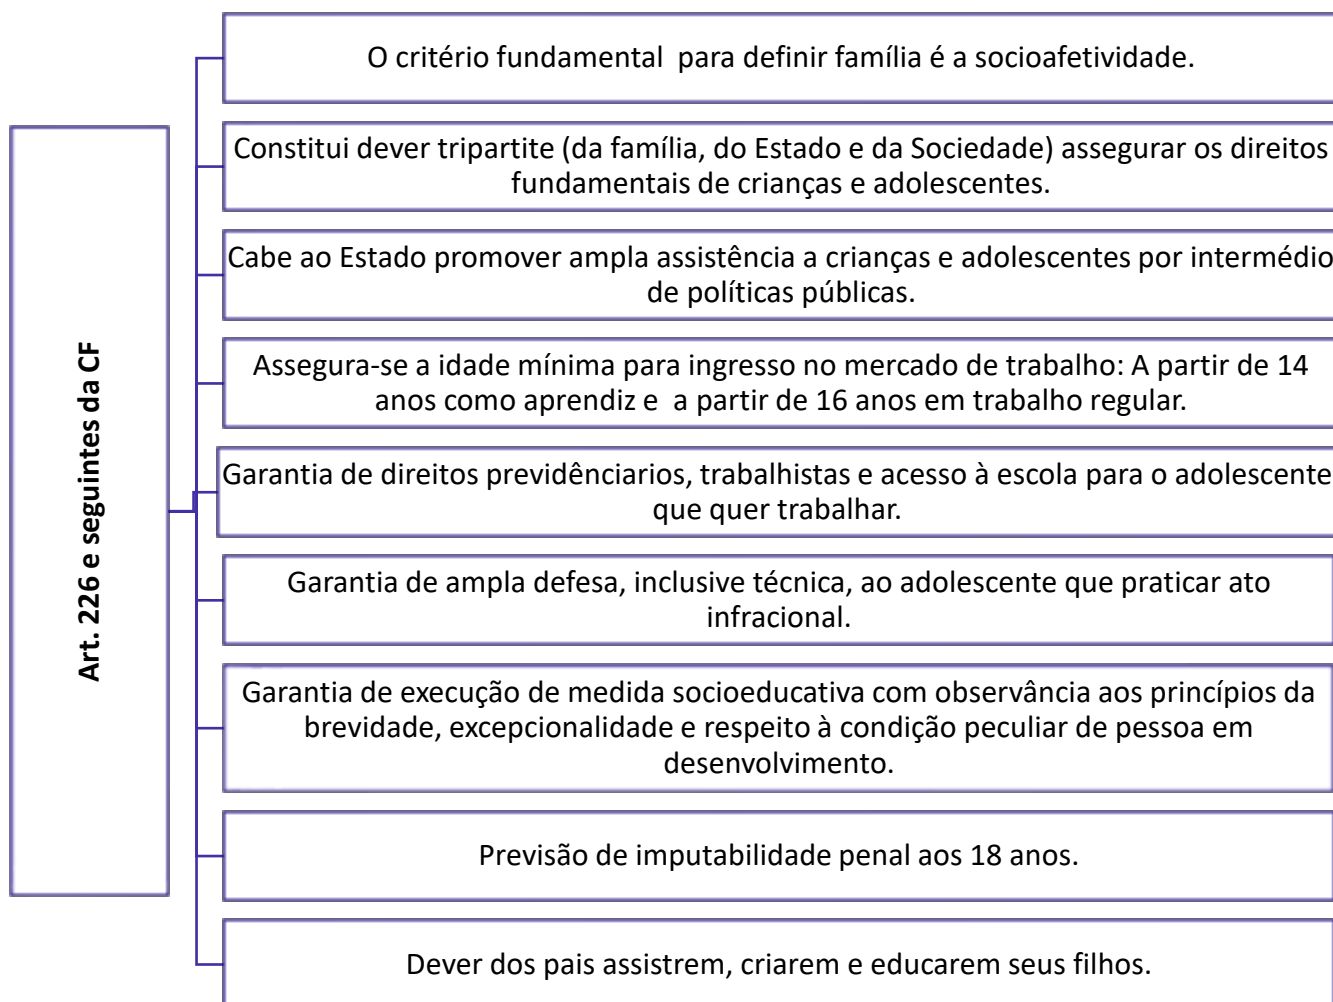 Art. 226 e seguintes da CF
O critério fundamental  para definir família é a socioafetividade.
Constitui dever tripartite (da família, do Estado e da Sociedade) assegurar os direitos
fundamentais de crianças e adolescentes.
Cabe ao Estado promover ampla assistência a crianças e adolescentes por intermédio
de políticas públicas.
Assegura-se a idade mínima para ingresso no mercado de trabalho: A partir de 14
anos como aprendiz e  a partir de 16 anos em trabalho regular.
Garantia de direitos previdênciarios, trabalhistas e acesso à escola para o adolescente
que quer trabalhar.
Garantia de ampla defesa, inclusive técnica, ao adolescente que praticar ato
infracional.
Garantia de execução de medida socioeducativa com observância aos princípios da
brevidade, excepcionalidade e respeito à condição peculiar de pessoa em
desenvolvimento.
Previsão de imputabilidade penal aos 18 anos.
Dever dos pais assistrem, criarem e educarem seus filhos.